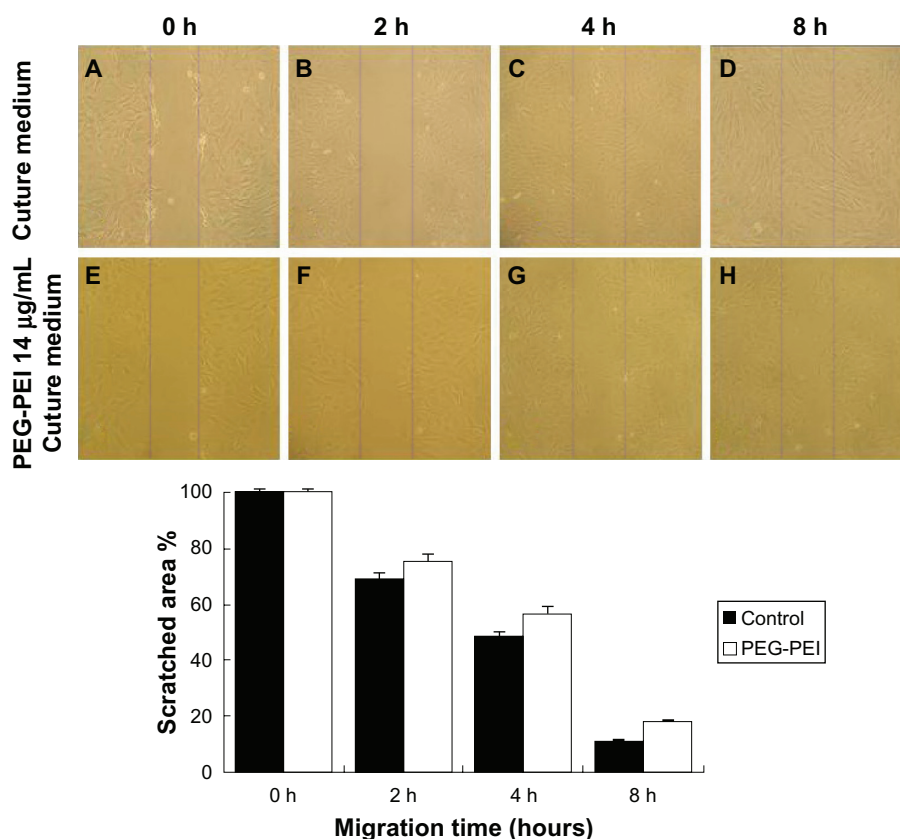 0 h 2 h 4 h 8 h
Cuture medium
A B C D
PEG-PEI 14 μg/mL
Cuture medium
E F G H
Scratched area %
100
80
60
40
20
0
Control
PEG-PEI
0 h 2 h 4 h 8 h
Migration time (hours)